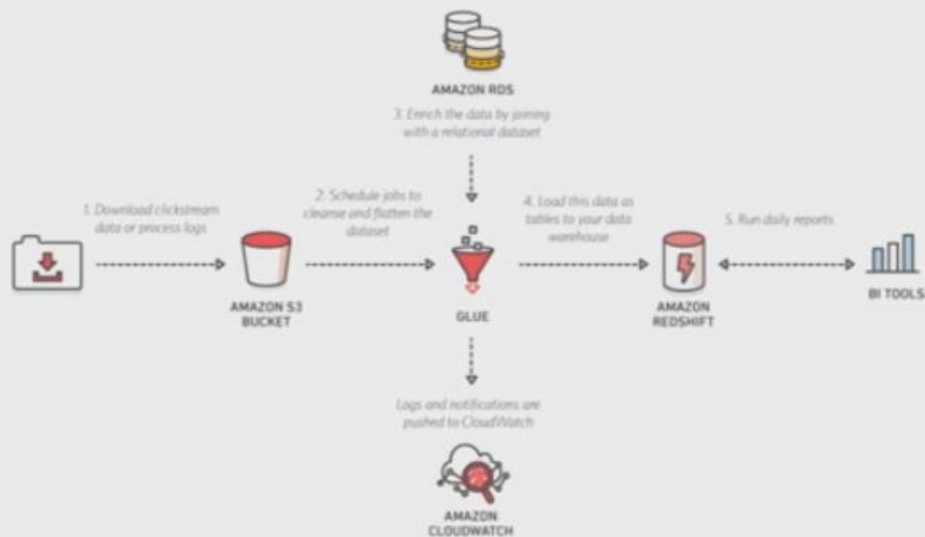 AMAZON RDS
3. Enrich the data by joining
with a relational dataset
1. Download clickstream
data or process logs
2. Schedule jobs to
cleanse and flatten the
dataset
4. Load this data as
tables to your data
warehouse
5. Run daily reports
AMAZON S3
BUCKET
GLUE
AMAZON
REDSHIFT
BI TOOLS
Logs and notifications are
pushed to CloudWatch
AMAZON
CLOUDWATCH